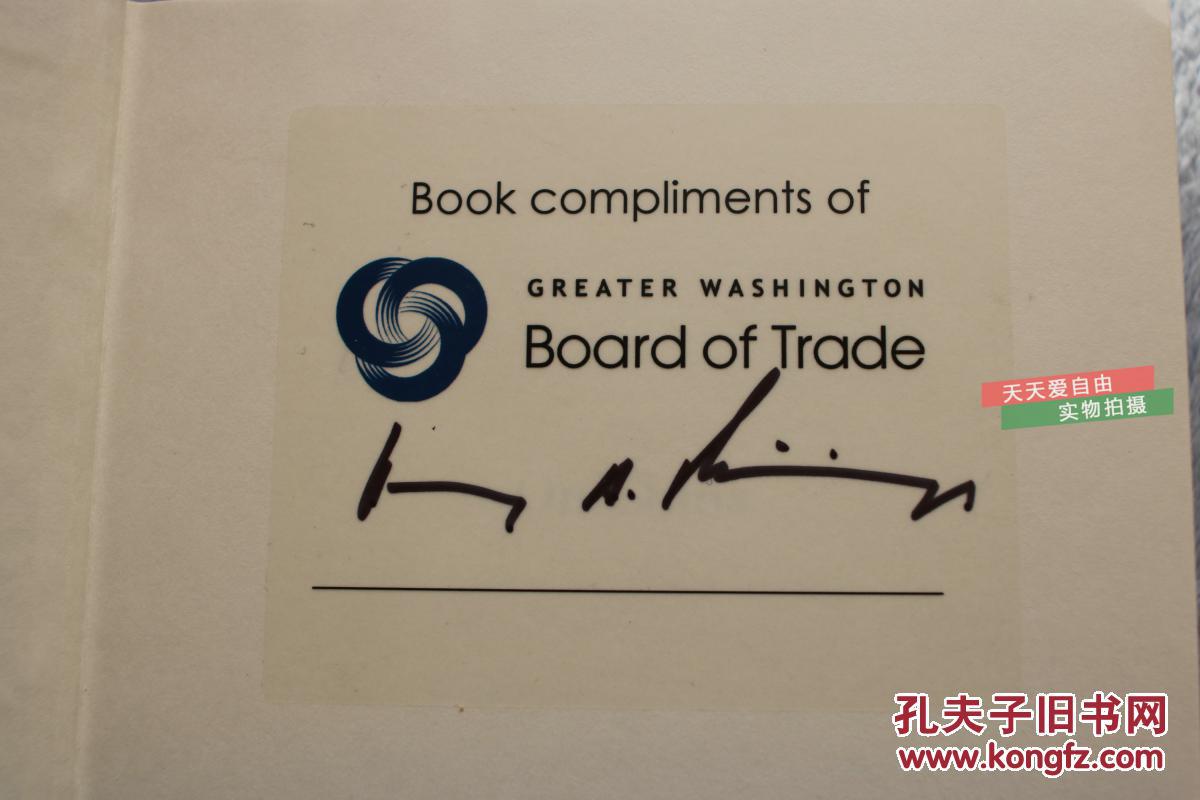 Book compliments of
GREATER WASHINGTON
Board of Trade
天天爱自由
实物拍摄
孔夫子旧书网
www.kongfz.com